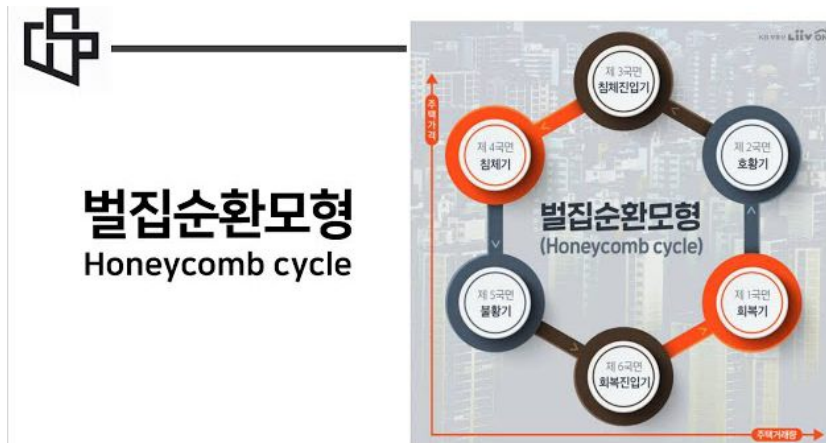 벌집순환모형
Honeycomb cycle
KB부동산 Liiv ON
주택가격
제 3국면
침체진입기
제 4국면
침체기
제 2국면
호황기
벌집순환모형
(Honeycomb cycle)
제 5국면
불황기
제 1국면
회복기
제 6국면
회복진입기
주택거래량